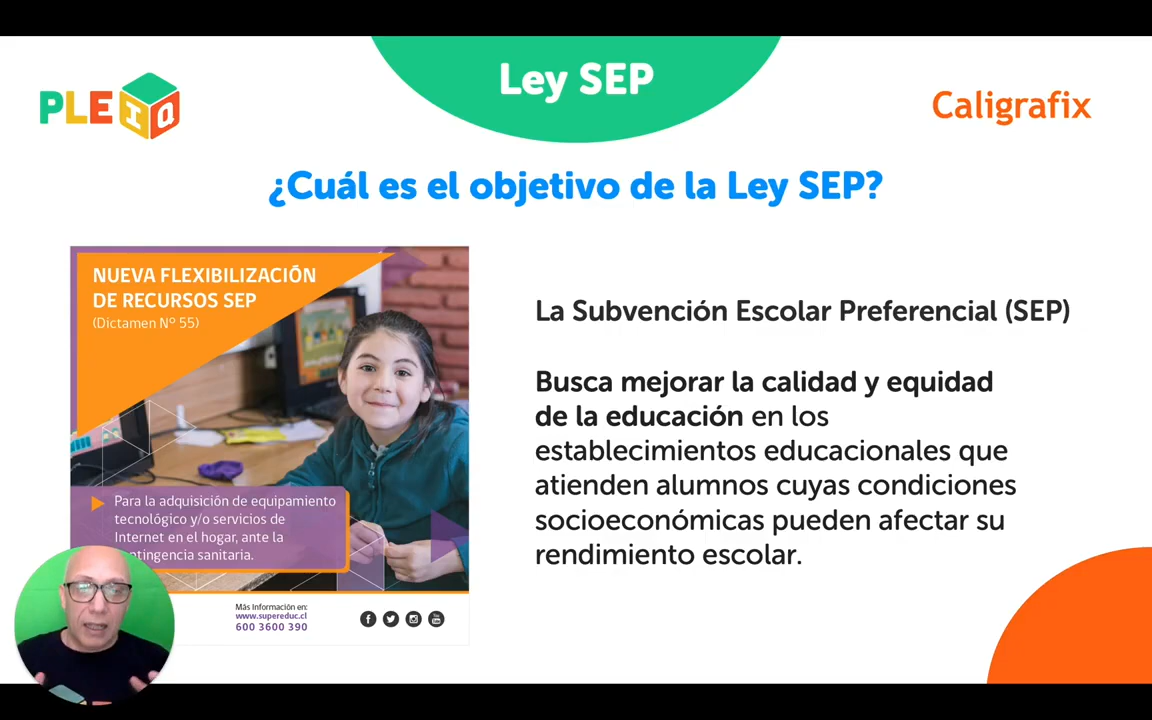 Ley SEP
PLE IQ
Caligrafix
¿Cuál es el objetivo de la Ley SEP?
NUEVA FLEXIBILIZACIÓN
DE RECURSOS SEP
(Dictamen Nº 55)
Para la adquisición de equipamiento
tecnológico y/o servicios de
Internet en el hogar, ante la
sanitaria.
Más Información en:
www.supereduc.cl
600 3600 390
La Subvención Escolar Preferencial (SEP)
Busca mejorar la calidad y equidad
de la educación en los
establecimientos educacionales que
atienden alumnos cuyas condiciones
socioeconómicas pueden afectar su
rendimiento escolar.